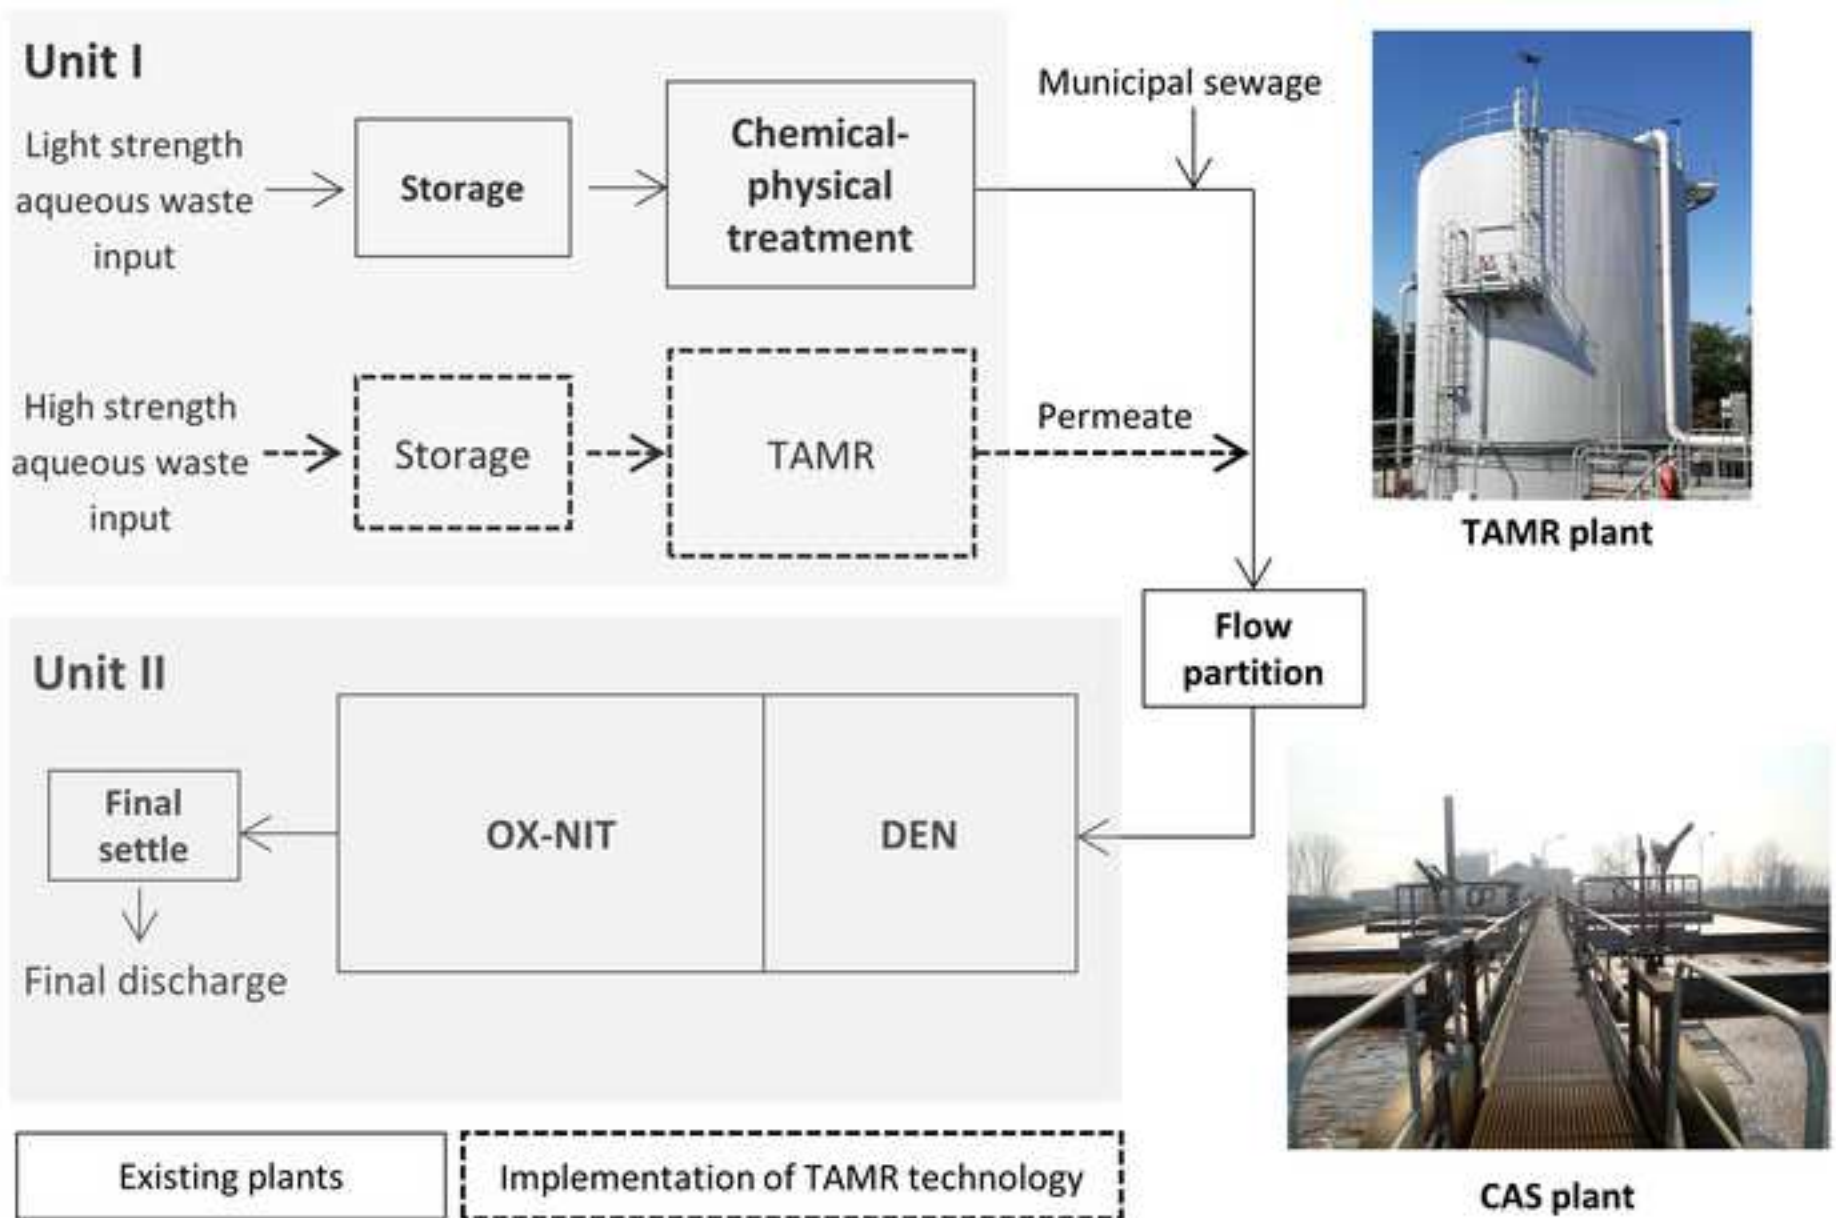 Unit I
Light strength
aqueous waste
input
Storage
Chemical-
physical
treatment
Municipal sewage
High strength
aqueous waste
input
Storage
TAMR
Permeate
TAMR plant
Flow
partition
Unit II
Final
settle
OX-NIT
DEN
Final discharge
Existing plants
Implementation of TAMR technology
CAS plant